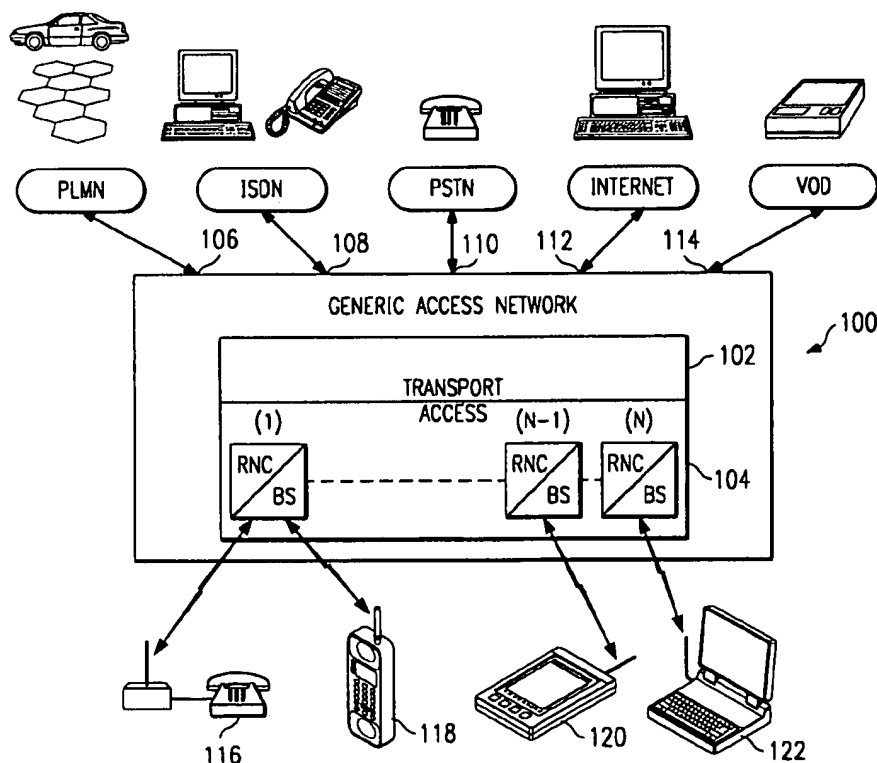 PLMN
ISDN
PSTN
INTERNET
VOD
106
108
110
112
114
GENERIC ACCESS NETWORK
100
102
TRANSPORT
ACCESS
(1)
(N-1)
(N)
RNC
BS
RNC
BS
RNC
BS
104
116
118
120
122